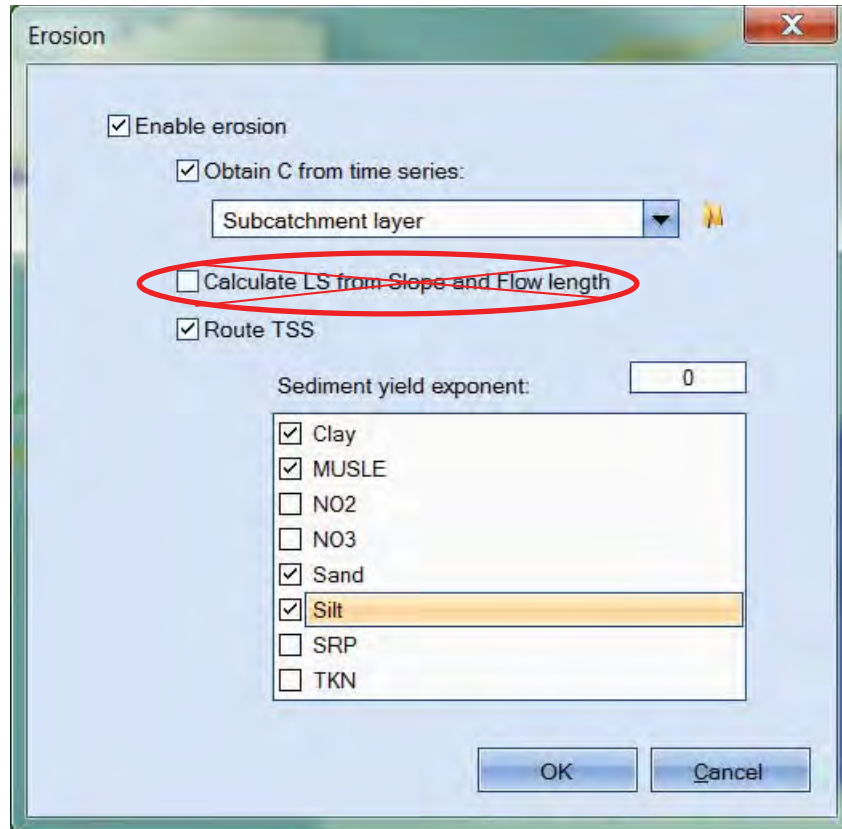 Erosion
Enable erosion
Obtain C from time series:
Subcatchment layer
Calculate LS from Slope and Flow length
Route TSS
Sediment yield exponent: 0
Clay
MUSLE
NO2
NO3
Sand
Silt
SRP
TKN
OK Cancel